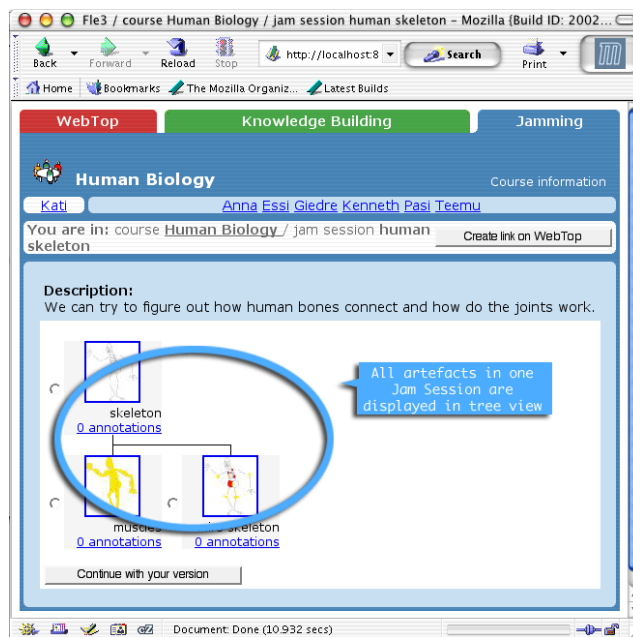 Fle3 / course Human Biology / jam session human skeleton – Mozilla {Build ID: 2002...
Back Forward Reload Stop http://localhost:8 Search Print
Home Bookmarks The Mozilla Organiz... Latest Builds
WebTop Knowledge Building Jamming
Human Biology Course information
Kati Anna Essi Giedre Kenneth Pasi Teemu
You are in: course Human Biology / jam session human
skeleton
Create link on WebTop
Description:
We can try to figure out how human bones connect and how do the joints work.
All artefacts in one
Jam Session are
displayed in tree view
skeleton
0 annotations
muscles skeleton
0 annotations 0 annotations
Continue with your version
Document: Done (10.932 secs)